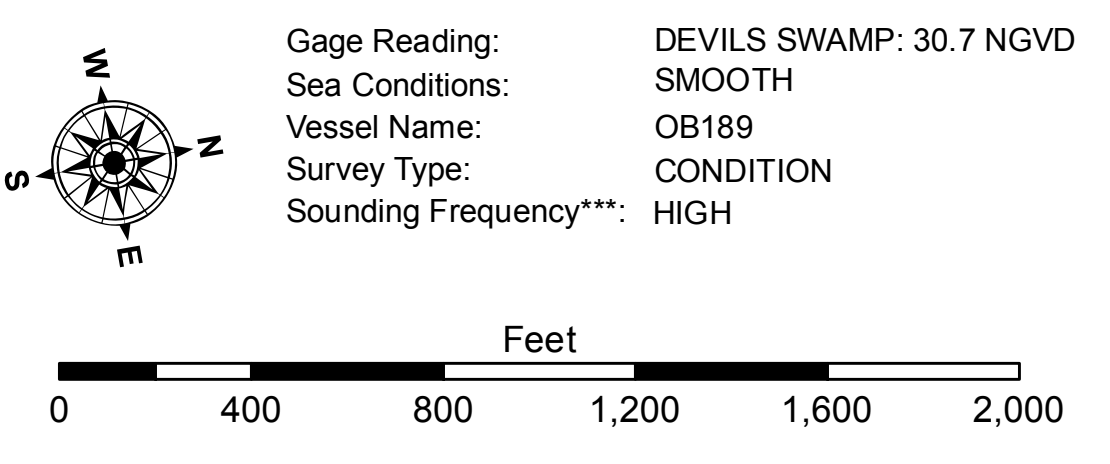 W
N
S
E
Gage Reading: DEVILS SWAMP: 30.7 NGVD
Sea Conditions: SMOOTH
Vessel Name: OB189
Survey Type: CONDITION
Sounding Frequency***: HIGH
Feet
0 400 800 1,200 1,600 2,000